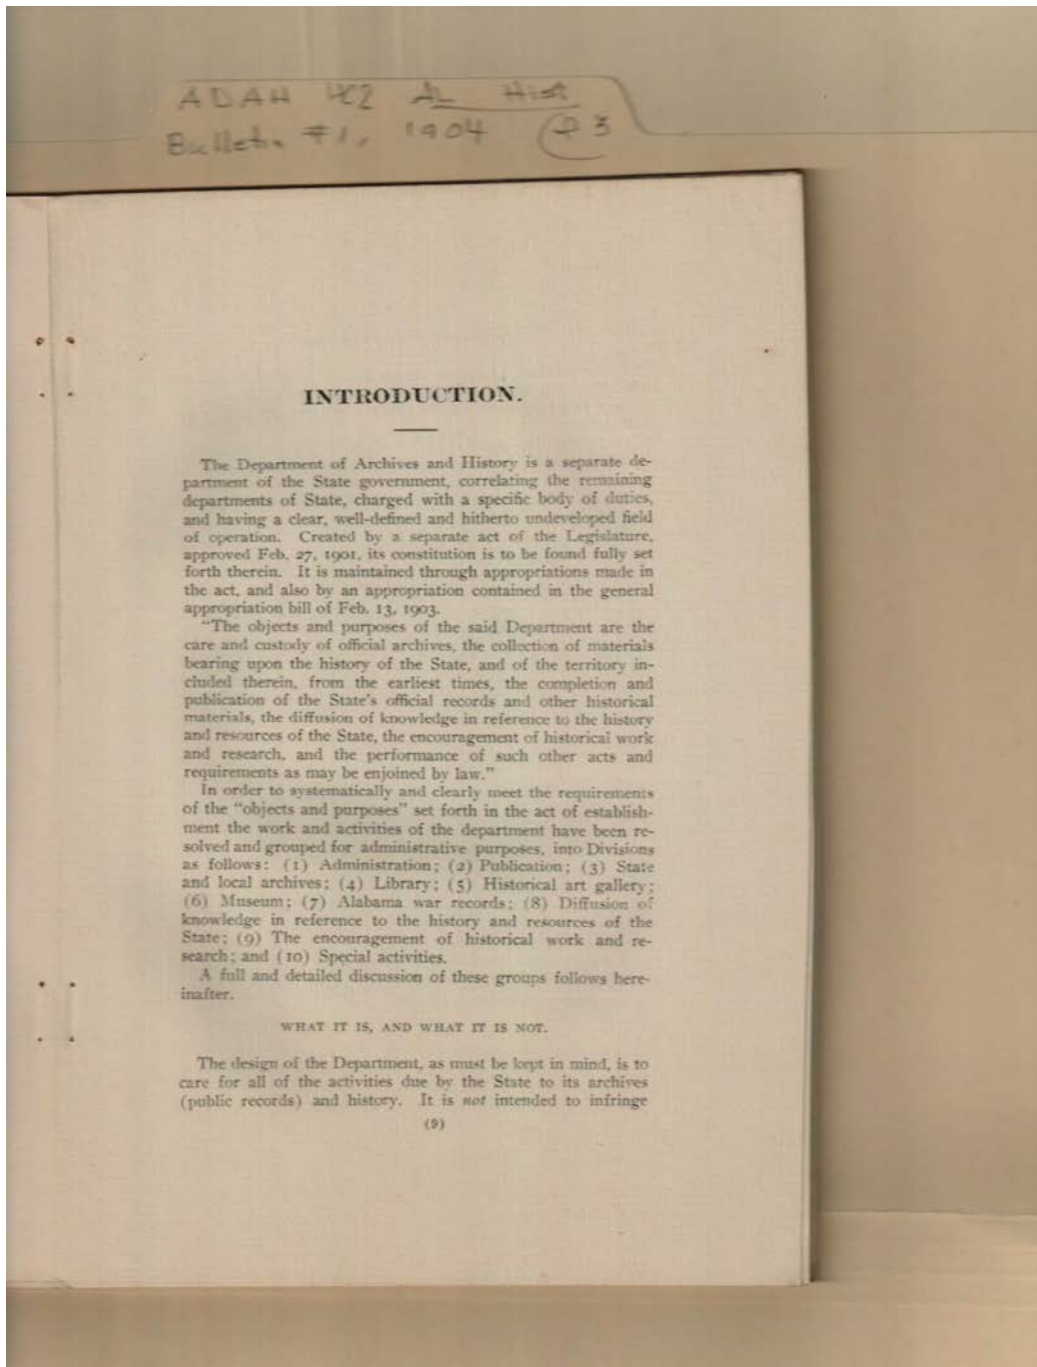 ADAH 402 AL Hist
Bulletin #1, 1904 P3
INTRODUCTION.
The Department of Archives and History is a separate de-
partment of the State government, correlating the remaining
departments of State, charged with a specific body of duties,
and having a clear, well-defined and hitherto undeveloped field
of operation. Created by a separate act of the Legislature,
approved Feb. 27, 1901, its constitution is to be found fully set
forth therein. It is maintained through appropriations made in
the act, and also by an appropriation contained in the general
appropriation bill of Feb. 13, 1903.
"The objects and purposes of the said Department are the
care and custody of official archives, the collection of materials
bearing upon the history of the State, and of the territory in-
cluded therein, from the earliest times, the completion and
publication of the State's official records and other historical
materials, the diffusion of knowledge in reference to the history
and resources of the State, the encouragement of historical work
and research, and the performance of such other acts and
requirements as may be enjoined by law."
In order to systematically and clearly meet the requirements
of the "objects and purposes" set forth in the act of establish-
ment the work and activities of the department have been re-
solved and grouped for administrative purposes, into Divisions
as follows: (1) Administration; (2) Publication; (3) State
and local archives; (4) Library; (5) Historical art gallery;
(6) Museum; (7) Alabama war records; (8) Diffusion of
knowledge in reference to the history and resources of the
State; (9) The encouragement of historical work and re-
search; and (10) Special activities.
A full and detailed discussion of these groups follows here-
inafter.
WHAT IT IS, AND WHAT IT IS NOT.
The design of the Department, as must be kept in mind, is to
care for all of the activities due by the State to its archives
(public records) and history. It is not intended to infringe
(9)